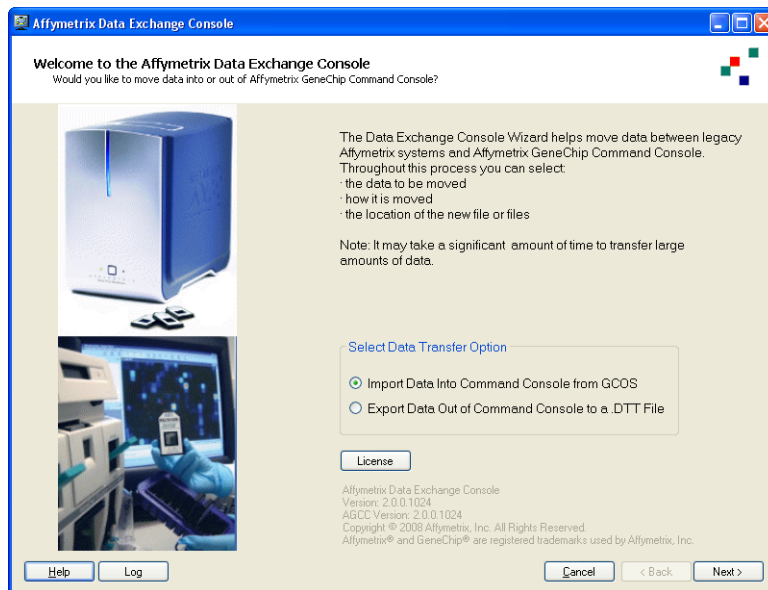 Affymetrix Data Exchange Console
Welcome to the Affymetrix Data Exchange Console
Would you like to move data into or out of Affymetrix GeneChip Command Console?
The Data Exchange Console Wizard helps move data between legacy
Affymetrix systems and Affymetrix GeneChip Command Console.
Throughout this process you can select:
· the data to be moved
· how it is moved
· the location of the new file or files
Note: It may take a significant amount of time to transfer large
amounts of data.
Select Data Transfer Option
Import Data Into Command Console from GCOS
Export Data Out of Command Console to a .DTT File
License
Affymetrix Data Exchange Console
Version: 2.0.0.1024
AGCC Version: 2.0.0.1024
Copyright © 2008 Affymetrix, Inc. All Rights Reserved.
Affymetrix® and GeneChip® are registered trademarks used by Affymetrix, Inc.
Help
Log
Cancel
< Back
Next >